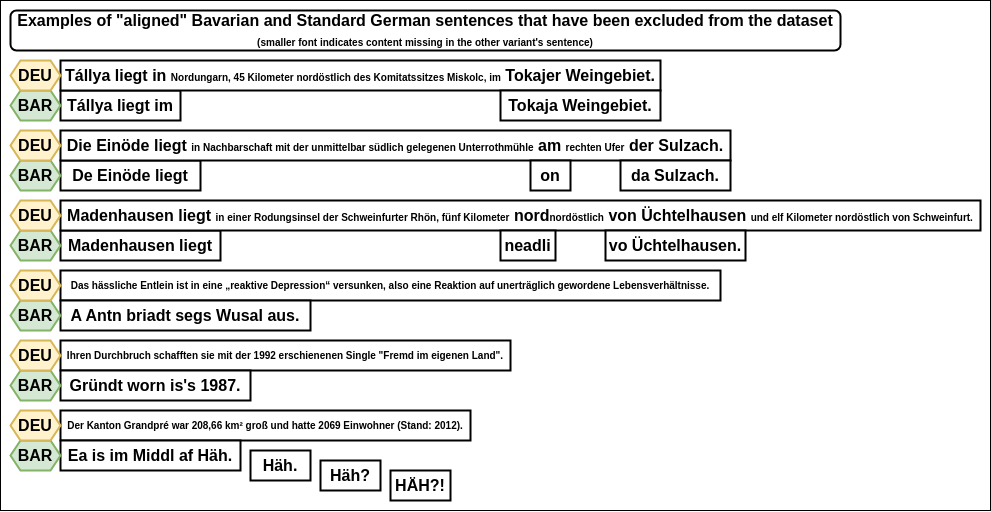 Examples of "aligned" Bavarian and Standard German sentences that have been excluded from the dataset
(smaller font indicates content missing in the other variant's sentence)
DEU Tállya liegt in Nordungarn, 45 Kilometer nordöstlich des Komitatssitzes Miskolc, im Tokajer Weingebiet.
BAR Tállya liegt im Tokaja Weingebiet.
DEU Die Einöde liegt in Nachbarschaft mit der unmittelbar südlich gelegenen Unterrothmühle am rechten Ufer der Sulzach.
BAR De Einöde liegt on da Sulzach.
DEU Madenhausen liegt in einer Rodungsinsel der Schweinfurter Rhön, fünf Kilometer nordnordöstlich von Üchtelhausen und elf Kilometer nordöstlich von Schweinfurt.
BAR Madenhausen liegt neadli vo Üchtelhausen.
DEU Das hässliche Entlein ist in eine „reaktive Depression“ versunken, also eine Reaktion auf unerträglich gewordene Lebensverhältnisse.
BAR A Antn briadt segs Wusal aus.
DEU Ihren Durchbruch schafften sie mit der 1992 erschienenen Single "Fremd im eigenen Land".
BAR Gründt worn is's 1987.
DEU Der Kanton Grandpré war 208,66 km² groß und hatte 2069 Einwohner (Stand: 2012).
BAR Ea is im Middl af Häh. Häh. Häh? HÄH?!